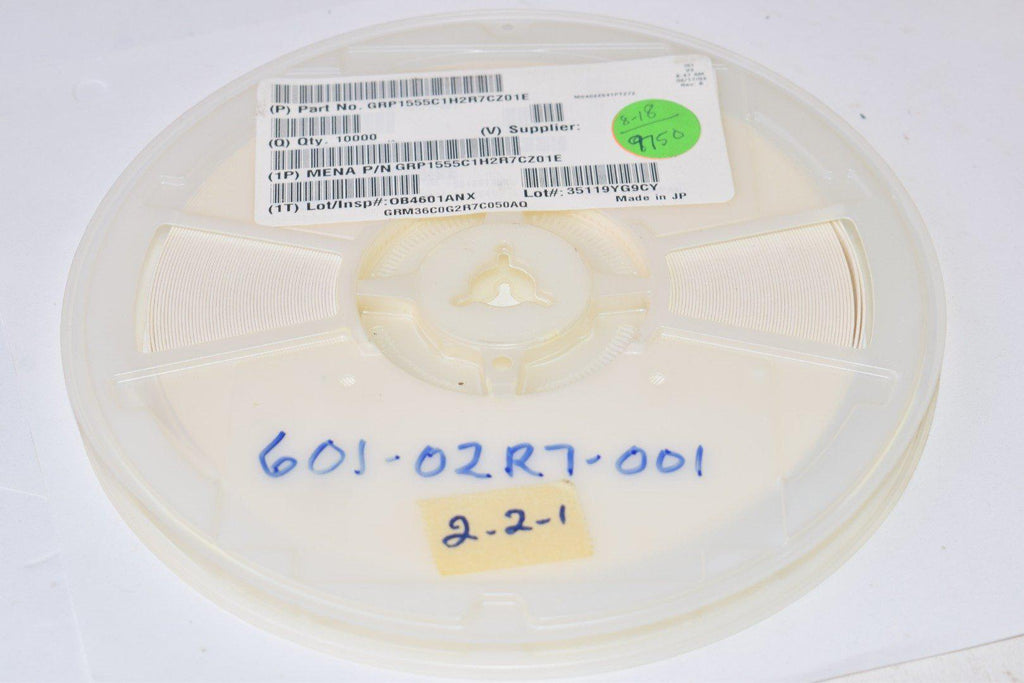 (P) Part No. GRP1555C1H2R7CZ01E
(Q) Qty. 10000
(V) Supplier:
(1P) MENA P/N GRP1555C1H2R7CZ01E
(1T) Lot/Insp#: OB4601ANX
Lot#: 35119YG9CY
GRM36C0G2R7C050AQ
Made in JP
8-18
9750
601-02R7-001
2-2-1